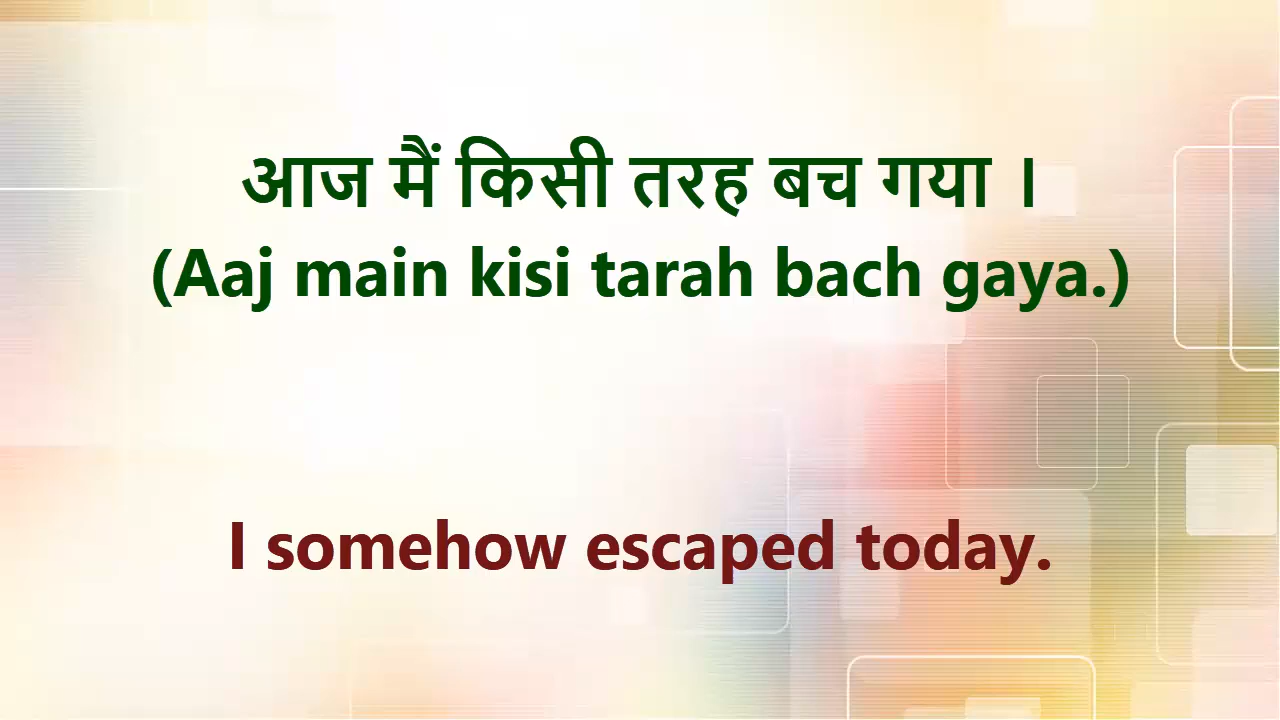 आज मैं किसी तरह बच गया ।
(Aaj main kisi tarah bach gaya.)
I somehow escaped today.